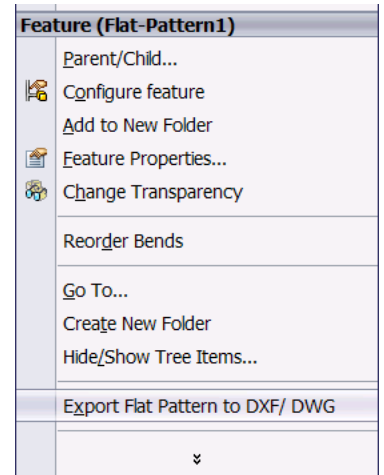 Feature (Flat-Pattern1)
Parent/Child...
Configure feature
Add to New Folder
Feature Properties...
Change Transparency
Reorder Bends
Go To...
Create New Folder
Hide/Show Tree Items...
Export Flat Pattern to DXF/ DWG